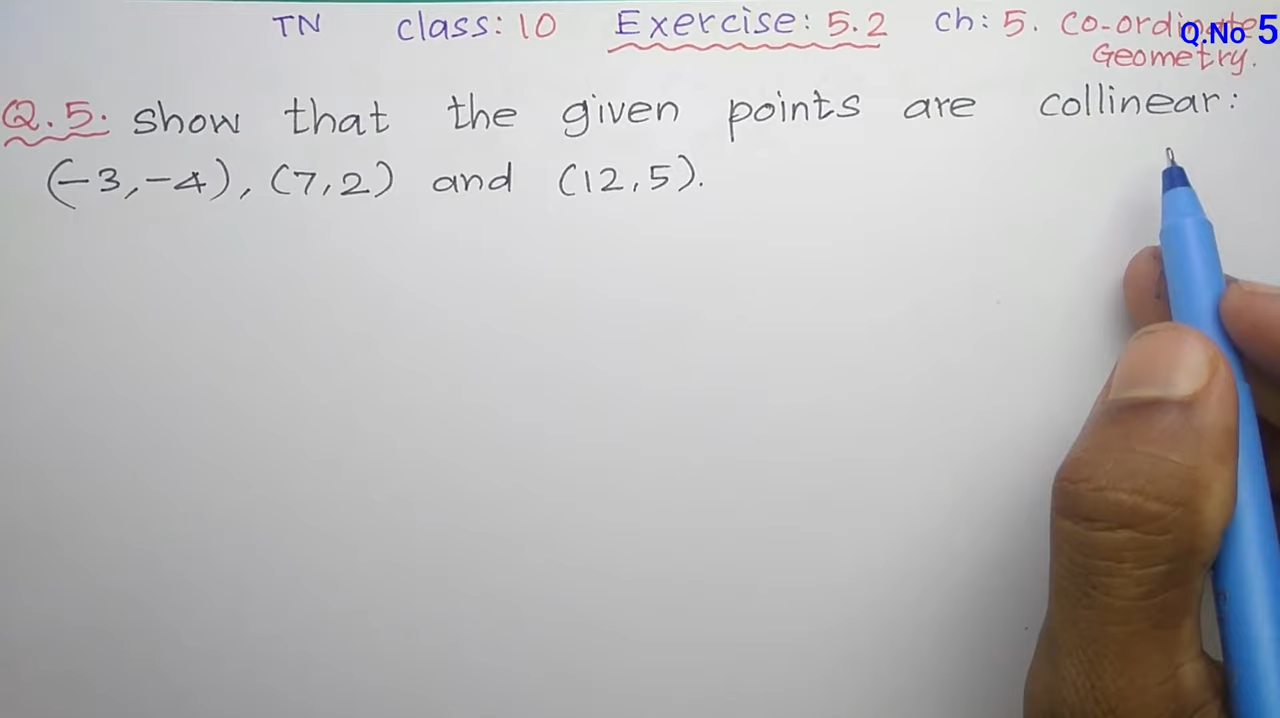 TN class: 10 Exercise: 5.2 ch: 5. Co-ordinate
Q.No 5
Geometry.
Q.5. show that the given points are collinear:
(-3,-4), (7,2) and (12,5).